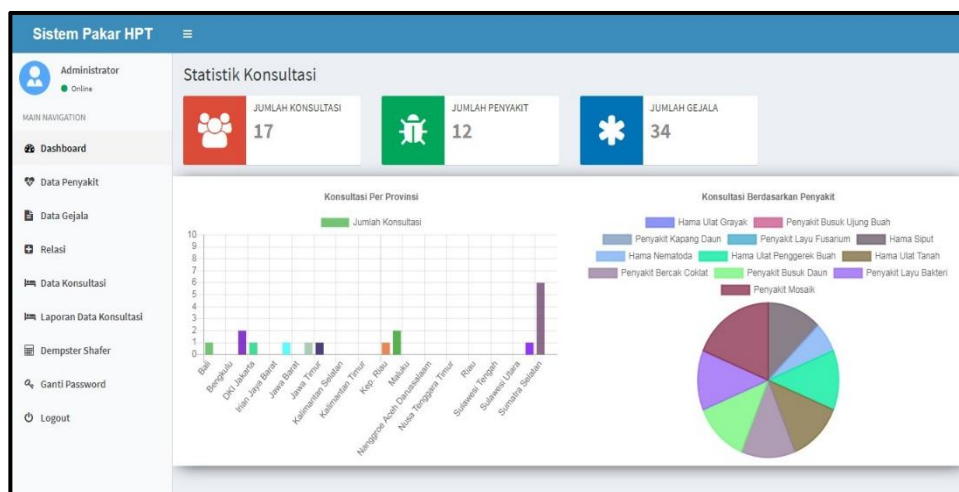 Sistem Pakar HPT
Administrator
Online
MAIN NAVIGATION
Dashboard
Data Penyakit
Data Gejala
Relasi
Data Konsultasi
Laporan Data Konsultasi
Dempster Shafer
Ganti Password
Logout
Statistik Konsultasi
JUMLAH KONSULTASI
17
JUMLAH PENYAKIT
12
JUMLAH GEJALA
34
Konsultasi Per Provinsi
Jumlah Konsultasi
10
9
8
7
6
5
4
3
2
1
0
Bali
Bengkulu
DKI Jakarta
Irian Jaya Barat
Jawa Barat
Jawa Timur
Kalimantan Selatan
Kalimantan Timur
Kep. Riau
Maluku
Nanggroe Aceh Darussalaam
Nusa Tenggara Timur
Riau
Sulawesi Tengah
Sulawesi Utara
Sumatra Selatan
Konsultasi Berdasarkan Penyakit
Hama Ulat Grayak Penyakit Busuk Ujung Buah
Penyakit Kapang Daun Penyakit Layu Fusarium Hama Siput
Hama Nematoda Hama Ulat Penggerek Buah Hama Ulat Tanah
Penyakit Bercak Coklat Penyakit Busuk Daun Penyakit Layu Bakteri
Penyakit Mosaik